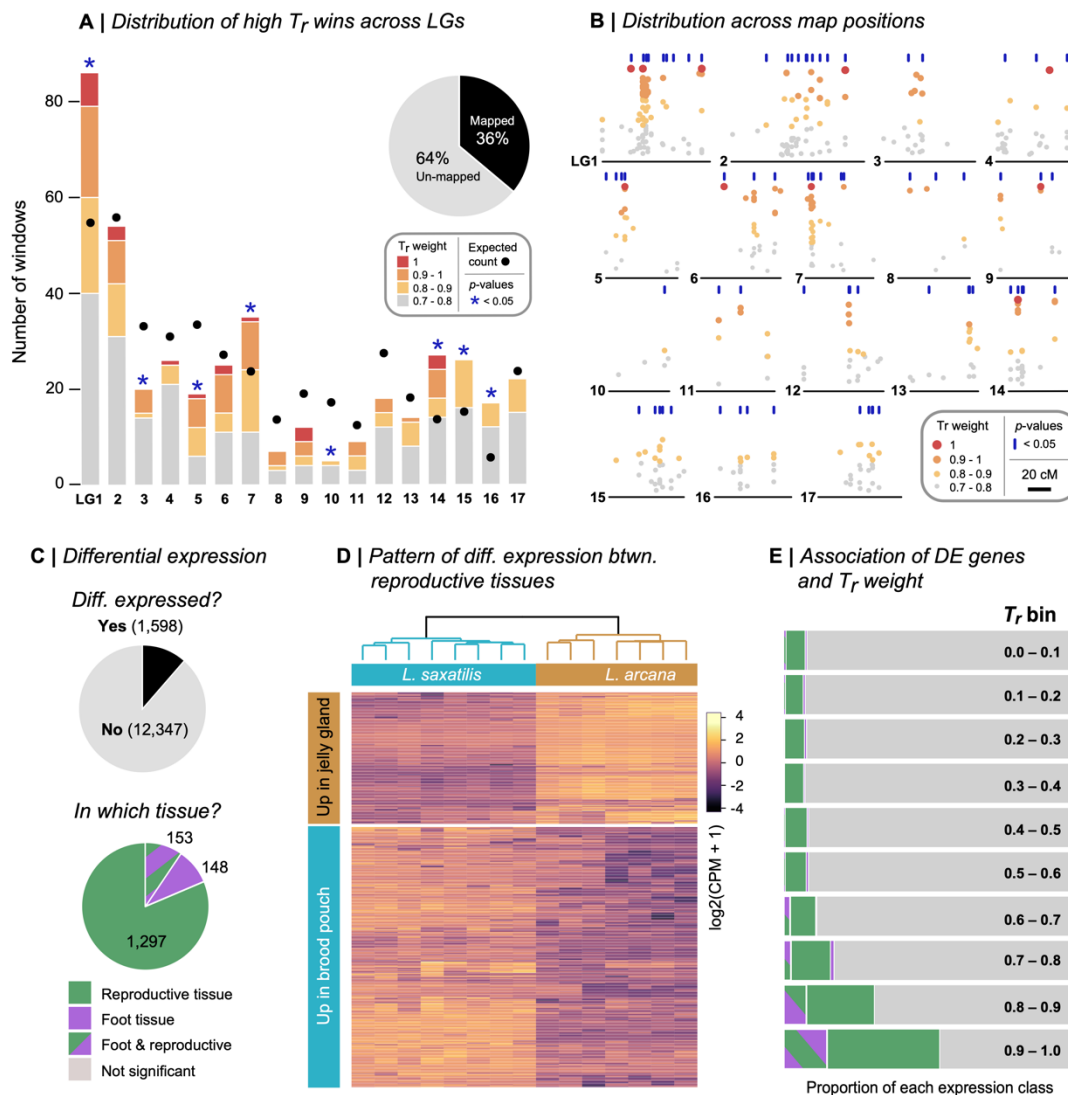 A | Distribution of high Tr wins across LGs
Number of windows
80
60
40
20
0
LG1 2 3 4 5 6 7 8 9 10 11 12 13 14 15 16 17
* * * * * * * *
Mapped
36%
64%
Un-mapped
Tr weight
1
0.9 - 1
0.8 - 0.9
0.7 - 0.8
Expected
count
p-values
* < 0.05
B | Distribution across map positions
LG1 2 3 4
5 6 7 8 9
10 11 12 13 14
15 16 17
Tr weight
1
0.9 - 1
0.8 - 0.9
0.7 - 0.8
p-values
< 0.05
20 cM
C | Differential expression
Diff. expressed?
Yes (1,598)
No (12,347)
In which tissue?
153
148
1,297
Reproductive tissue
Foot tissue
Foot & reproductive
Not significant
D | Pattern of diff. expression btwn.
reproductive tissues
L. saxatilis L. arcana
Up in jelly gland
Up in brood pouch
4
2
0
-2
-4
log2(CPM + 1)
E | Association of DE genes
and Tr weight
Tr bin
0.0 – 0.1
0.1 – 0.2
0.2 – 0.3
0.3 – 0.4
0.4 – 0.5
0.5 – 0.6
0.6 – 0.7
0.7 – 0.8
0.8 – 0.9
0.9 – 1.0
Proportion of each expression class